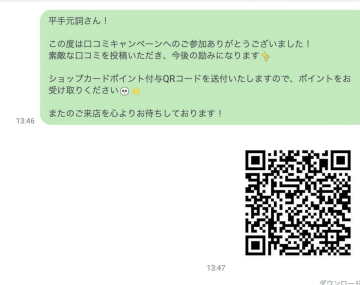 平手元詞さん！
この度は口コミキャンペーンへのご参加ありがとうございました！
素敵な口コミを投稿いただき、今後の励みになります
ショップカードポイント付与QRコードを送付いたしますので、ポイントをお
受け取りください
またのご来店を心よりお待ちしております！
13:46
13:47
ダウンロード